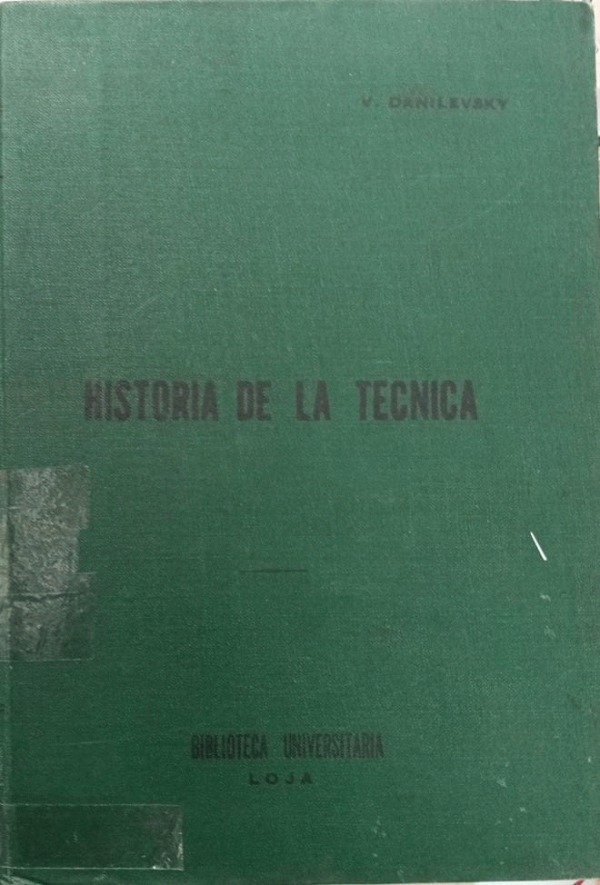 V. DANILEVSKY
HISTORIA DE LA TECNICA
BIBLIOTECA UNIVERSITARIA
LOJA